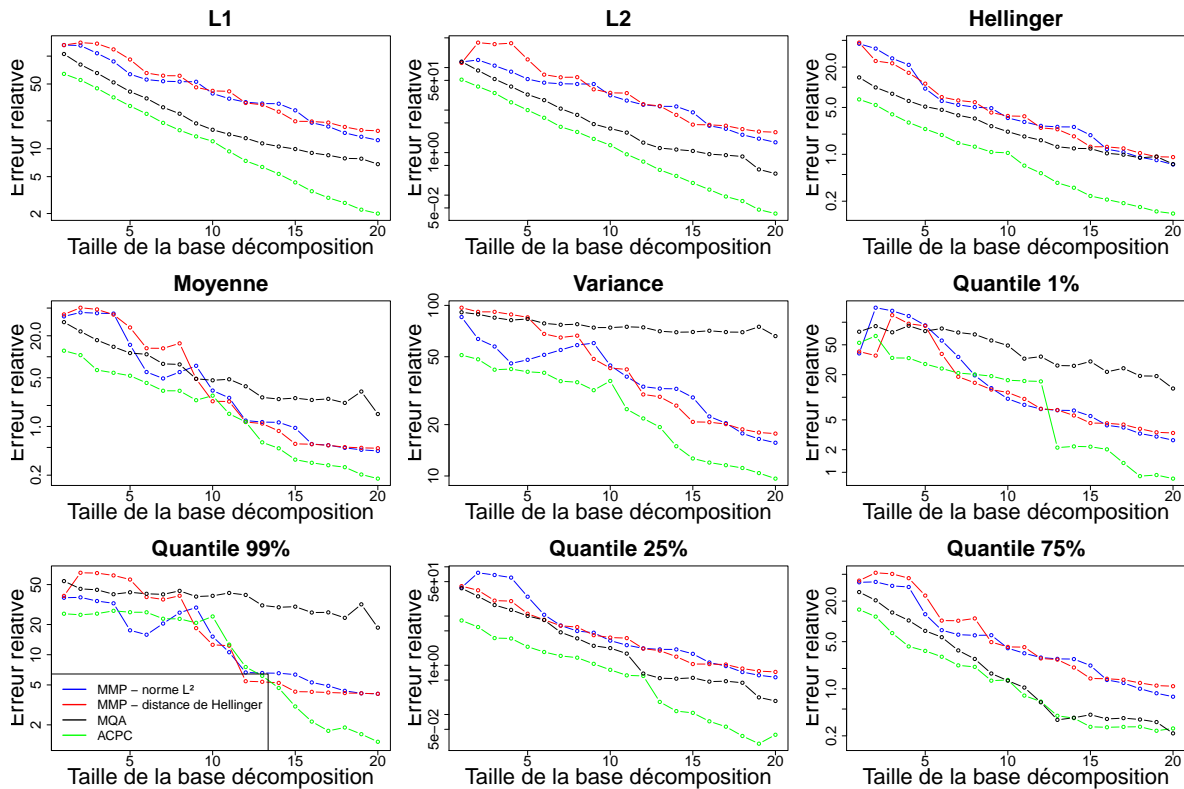 L1
L2
Hellinger
Erreur relative
2
5
10
50
5
10
15
20
Taille de la base décomposition
Erreur relative
5e−02
1e+00
5e+01
5
10
15
20
Taille de la base décomposition
Erreur relative
0.2
1.0
5.0
20.0
5
10
15
20
Taille de la base décomposition
Moyenne
Variance
Quantile 1%
Erreur relative
0.2
1.0
5.0
20.0
5
10
15
20
Taille de la base décomposition
Erreur relative
10
20
50
100
5
10
15
20
Taille de la base décomposition
Erreur relative
1
2
5
10
50
5
10
15
20
Taille de la base décomposition
Quantile 99%
Quantile 25%
Quantile 75%
Erreur relative
2
5
10
20
50
MMP − norme L²
MMP − distance de Hellinger
MQA
ACPC
5
10
15
20
Taille de la base décomposition
Erreur relative
5e−02
1e+00
5e+01
5
10
15
20
Taille de la base décomposition
Erreur relative
0.2
1.0
5.0
20.0
5
10
15
20
Taille de la base décomposition